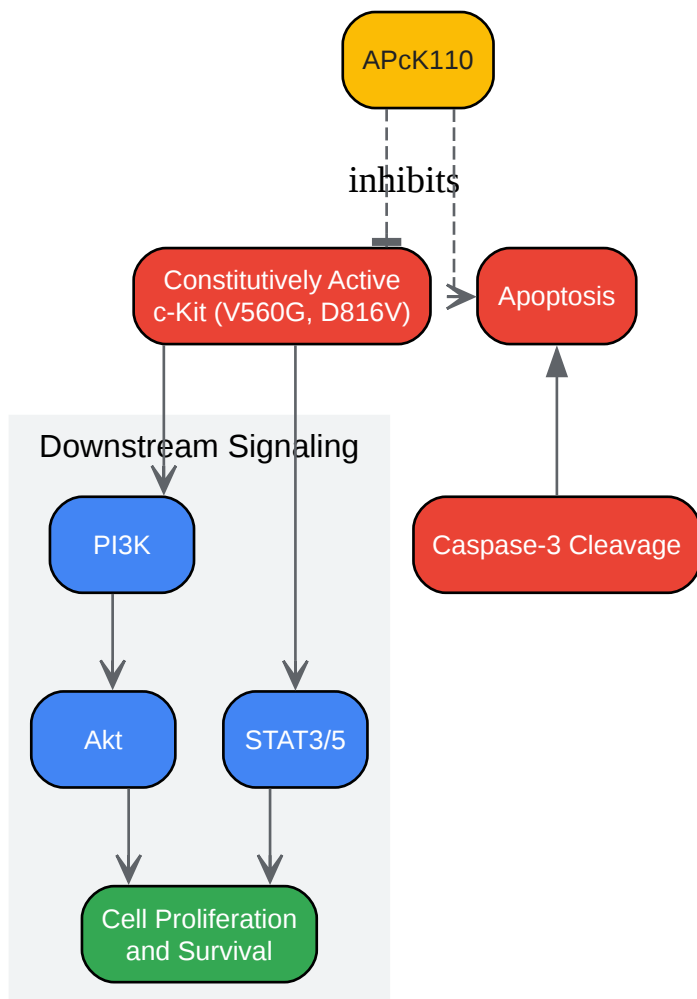 APcK110
inhibits
Constitutively Active
c-Kit (V560G, D816V)
Apoptosis
Downstream Signaling
PI3K
Caspase-3 Cleavage
Akt
STAT3/5
Cell Proliferation
and Survival